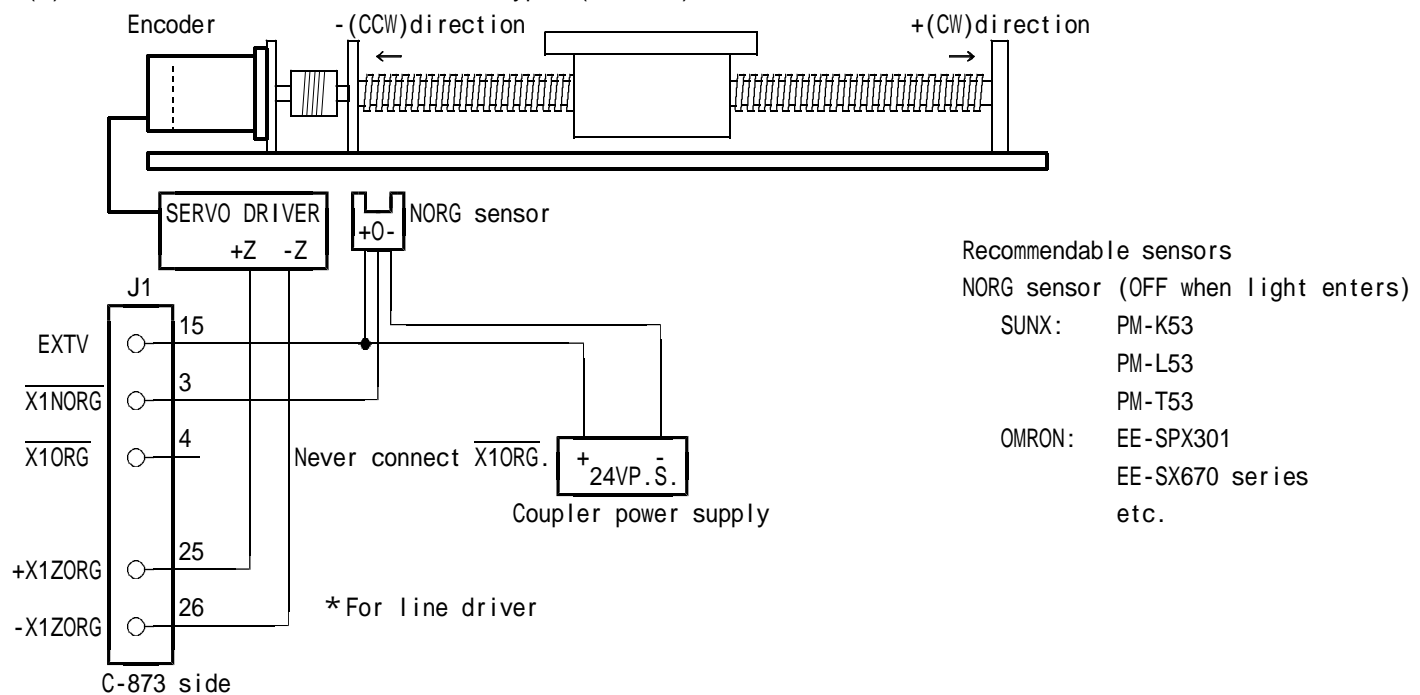 Encoder
-(CCW)direction
+(CW)direction
←
→
SERVO DRIVER
+Z -Z
NORG sensor
+O-
J1
EXTV
15
X1NORG
3
X1ORG
4
Never connect X1ORG.
+ -
24VP.S.
Coupler power supply
+X1ZORG
25
-X1ZORG
26
*For line driver
C-873 side
Recommendable sensors
NORG sensor (OFF when light enters)
SUNX: PM-K53
PM-L53
PM-T53
OMRON: EE-SPX301
EE-SX670 series
etc.